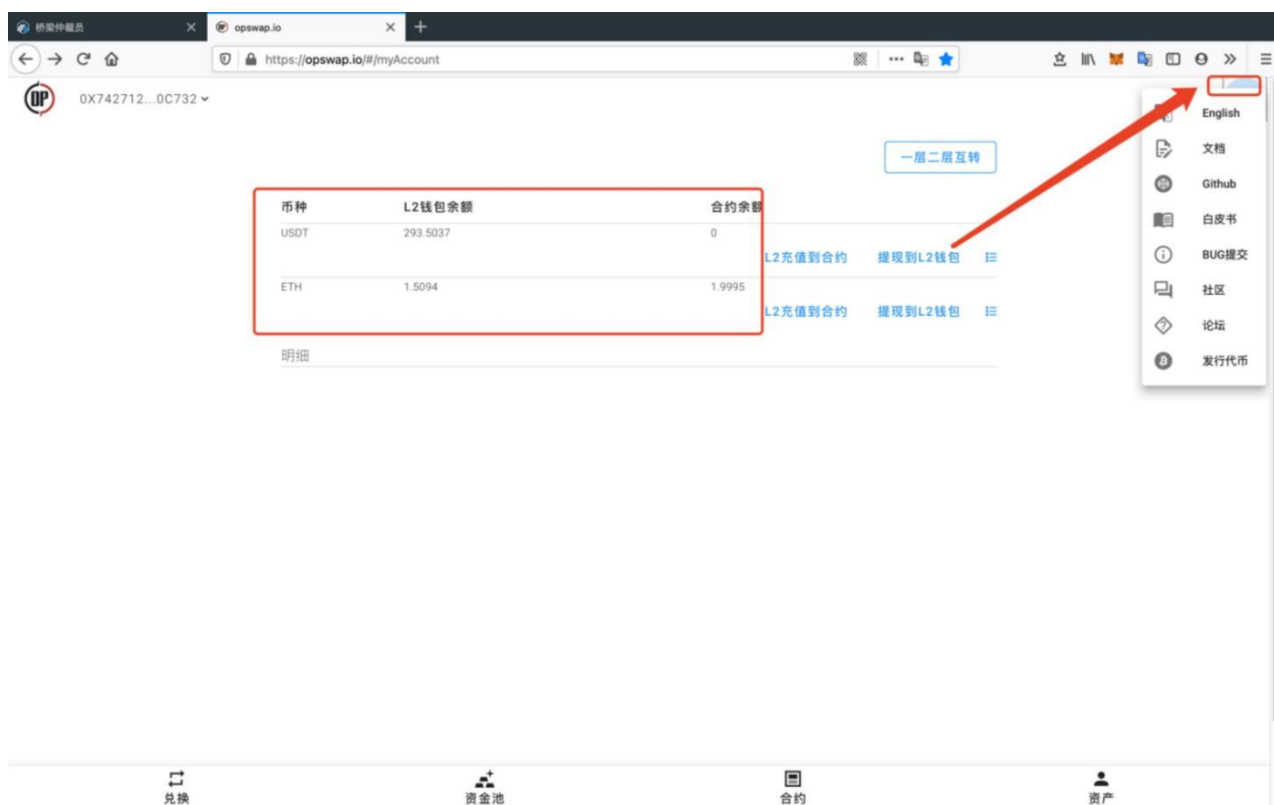 桥梁仲裁员
opswap.io
https://opswap.io/#/myAccount
OP
0X742712...0C732
English
文档
Github
白皮书
BUG提交
社区
论坛
发行代币
一层二层互转
币种 L2钱包余额 合约余额
USDT 293.5037 0
L2充值到合约 提现到L2钱包
ETH 1.5094 1.9995
L2充值到合约 提现到L2钱包
明细
兑换 资金池 合约 资产